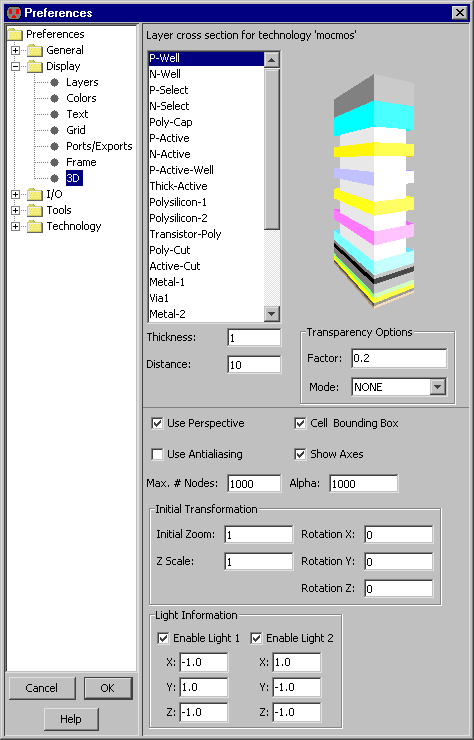 Preferences
Preferences
General
Display
Layers
Colors
Text
Grid
Ports/Exports
Frame
3D
I/O
Tools
Technology
Cancel
OK
Help
Layer cross section for technology 'mocmos'
P-Well
N-Well
P-Select
N-Select
Poly-Cap
P-Active
N-Active
P-Active-Well
Thick-Active
Polysilicon-1
Polysilicon-2
Transistor-Poly
Poly-Cut
Active-Cut
Metal-1
Via1
Metal-2
Thickness: 1
Distance: 10
Transparency Options
Factor: 0.2
Mode: NONE
Use Perspective
Cell Bounding Box
Use Antialiasing
Show Axes
Max. # Nodes: 1000 Alpha: 1000
Initial Transformation
Initial Zoom: 1 Rotation X: 0
Z Scale: 1 Rotation Y: 0
Rotation Z: 0
Light Information
Enable Light 1 Enable Light 2
X: -1.0 X: 1.0
Y: 1.0 Y: -1.0
Z: -1.0 Z: -1.0